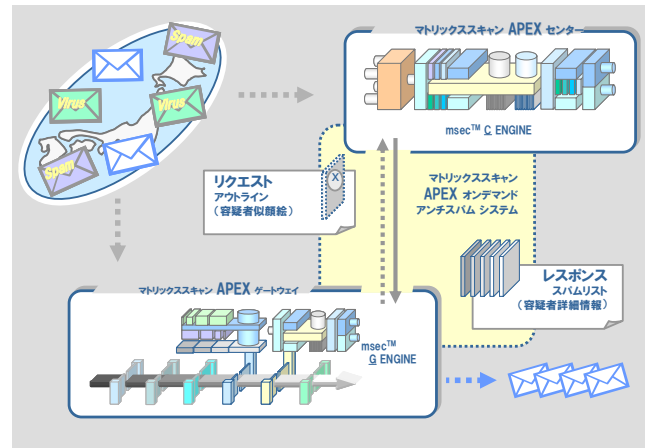 Spam
Virus
Virus
Spam
マトリックススキャン APEX センター
msec™ C ENGINE
リクエスト
アウトライン
(容疑者似顔絵)
X
マトリックススキャン
APEX オンデマンド
アンチスパム システム
レスポンス
スパムリスト
(容疑者詳細情報)
マトリックススキャン APEX ゲートウェイ
msec™
G ENGINE